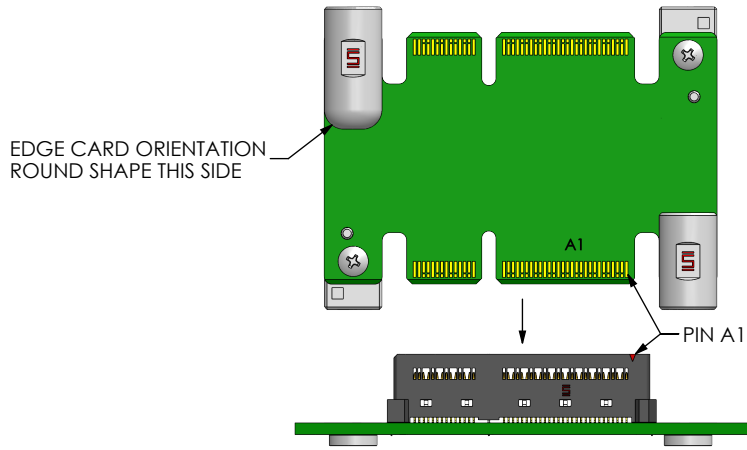 EDGE CARD ORIENTATION
ROUND SHAPE THIS SIDE
A1
PIN A1